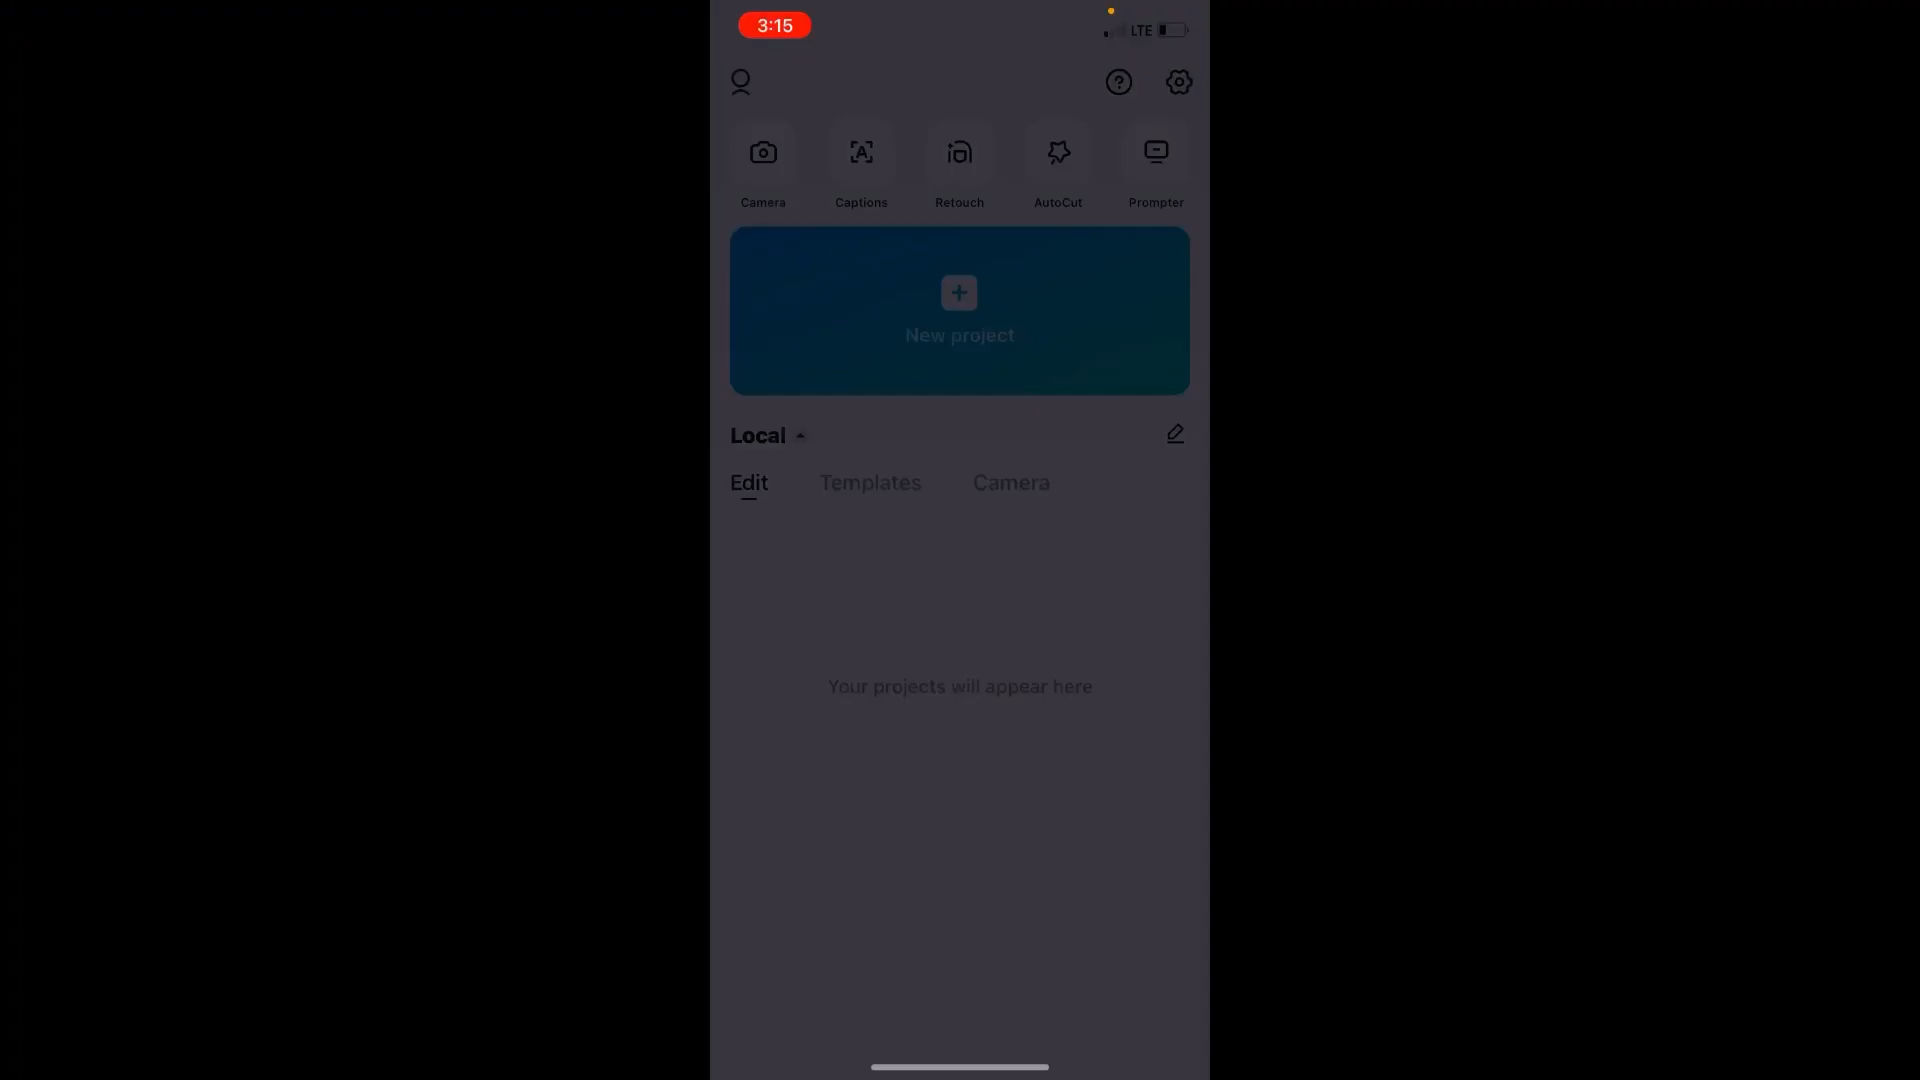 3:15
LTE
Camera
Captions
Retouch
AutoCut
Prompter
New project
Local
Edit
Templates
Camera
Your projects will appear here